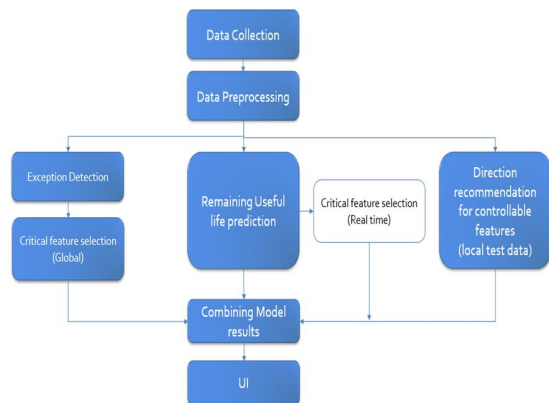 Data Collection
Data Preprocessing
Exception Detection
Critical feature selection
(Global)
Remaining Useful
life prediction
Critical feature selection
(Real time)
Direction
recommendation
for controllable
features
(local test data)
Combining Model
results
UI